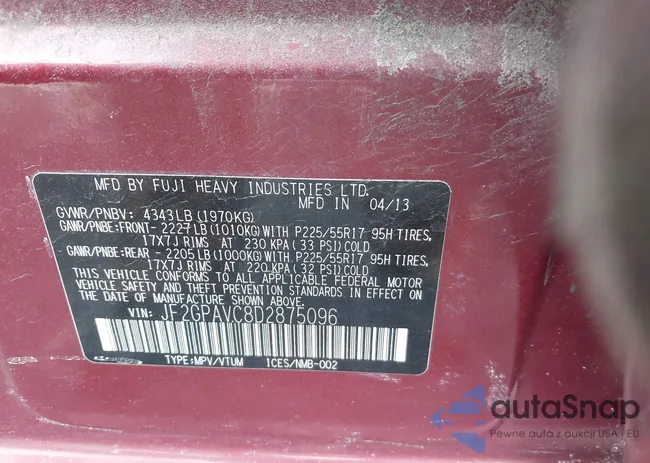 MFD BY FUJI HEAVY INDUSTRIES LTD.
MFD IN 04/13
GVWR/PNBV: 4343LB(1970KG)
GAWR/PNBE:FRONT- 2227LB(1010KG)WITH P225/55R17 95H TIRES,
17X7J RIMS AT 230 KPA(33 PSI)COLD
GAWR/PNBE:REAR - 2205LB(1000KG)WITH P225/55R17 95H TIRES,
17X7J RIMS AT 220 KPA(32 PSI)COLD
THIS VEHICLE CONFORMS TO ALL APPLICABLE FEDERAL MOTOR
VEHICLE SAFETY AND THEFT PREVENTION STANDARDS IN EFFECT ON
THE DATE OF MANUFACTURE SHOWN ABOVE.
VIN: JF2GPAVC8D2875096
TYPE:MPV/VTUM ICES/NMB-002
autaSnap
Pewne auta z aukcji USA i EU